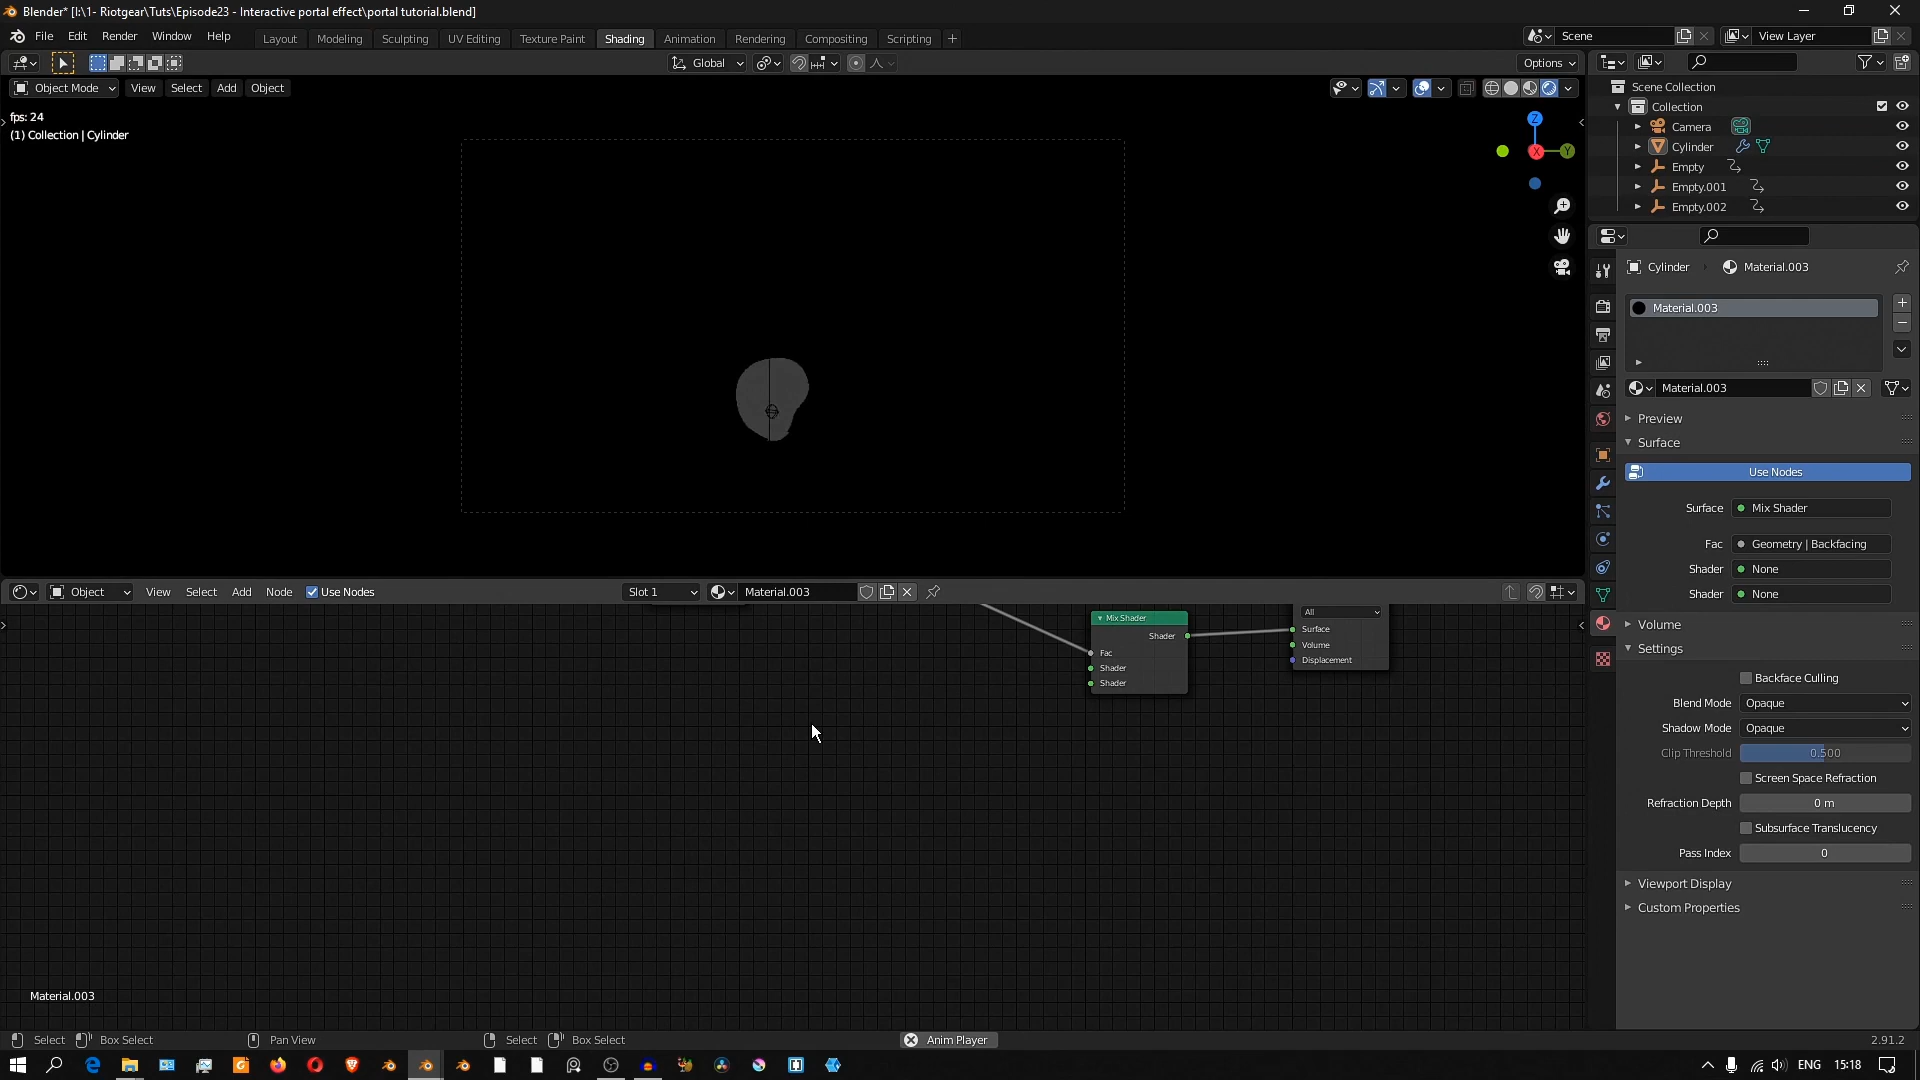 Blender* [I:\1- Riotgear\Tuts\Episode23 - Interactive portal effect\portal tutorial.blend]
File Edit Render Window Help Layout Modeling Sculpting UV Editing Texture Paint Shading Animation Rendering Compositing Scripting Scene View Layer
Global Options
Object Mode View Select Add Object
fps: 24
(1) Collection | Cylinder
Z
X Y
Scene Collection
Collection
Camera
Cylinder
Empty
Empty.001
Empty.002
Cylinder Material.003
Material.003
Material.003
Preview
Surface
Use Nodes
Surface Mix Shader
Fac Geometry | Backfacing
Shader None
Shader None
Volume
Settings
Backface Culling
Blend Mode Opaque
Shadow Mode Opaque
Clip Threshold 0.500
Screen Space Refraction
Refraction Depth 0 m
Subsurface Translucency
Pass Index 0
Viewport Display
Custom Properties
Object View Select Add Node Use Nodes Slot 1 Material.003
Mix Shader
Shader
Fac
Shader
Shader
All
Surface
Volume
Displacement
Material.003
Select Box Select Pan View Select Box Select Anim Player 2.91.2
ENG 15:18